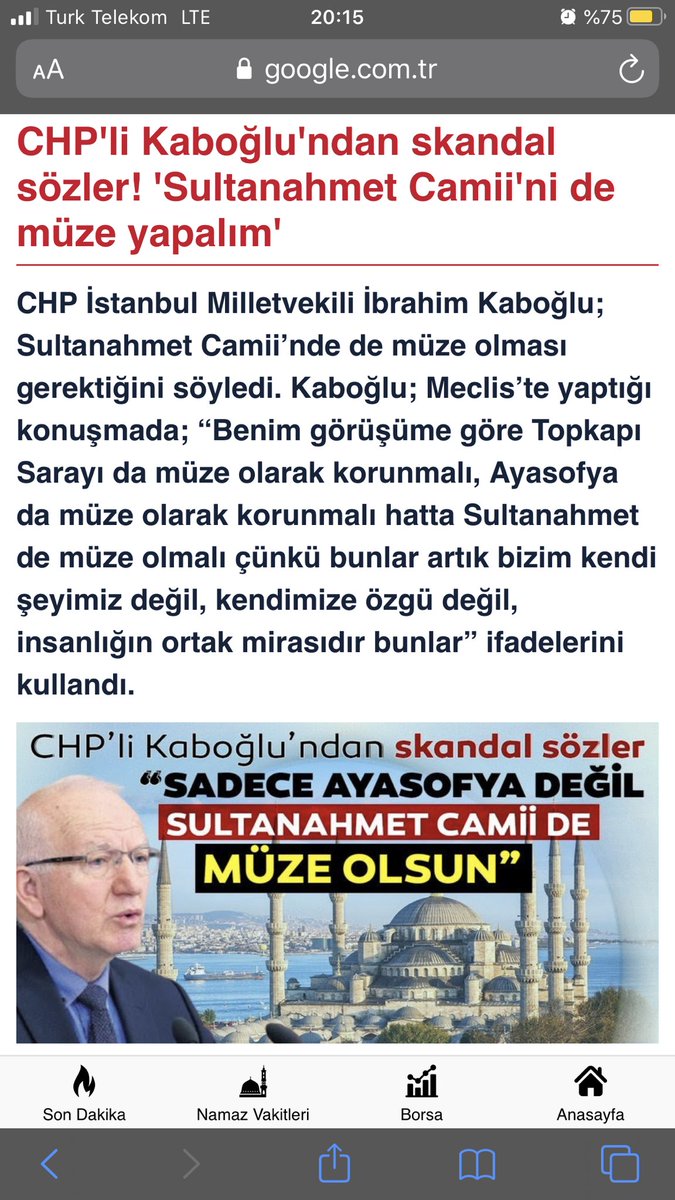 Turk Telekom LTE 20:15 %75
AA google.com.tr
CHP'li Kaboğlu'ndan skandal
sözler! 'Sultanahmet Camii'ni de
müze yapalım'
CHP İstanbul Milletvekili İbrahim Kaboğlu;
Sultanahmet Camii’nde de müze olması
gerektiğini söyledi. Kaboğlu; Meclis’te yaptığı
konuşmada; “Benim görüşüme göre Topkapı
Sarayı da müze olarak korunmalı, Ayasofya
da müze olarak korunmalı hatta Sultanahmet
de müze olmalı çünkü bunlar artık bizim kendi
şeyimiz değil, kendimize özgü değil,
insanlığın ortak mirasıdır bunlar” ifadelerini
kullandı.
CHP’li Kaboğlu’ndan skandal sözler
“SADECE AYASOFYA DEĞİL
SULTANAHMET CAMİİ DE
MÜZE OLSUN”
Son Dakika Namaz Vakitleri Borsa Anasayfa